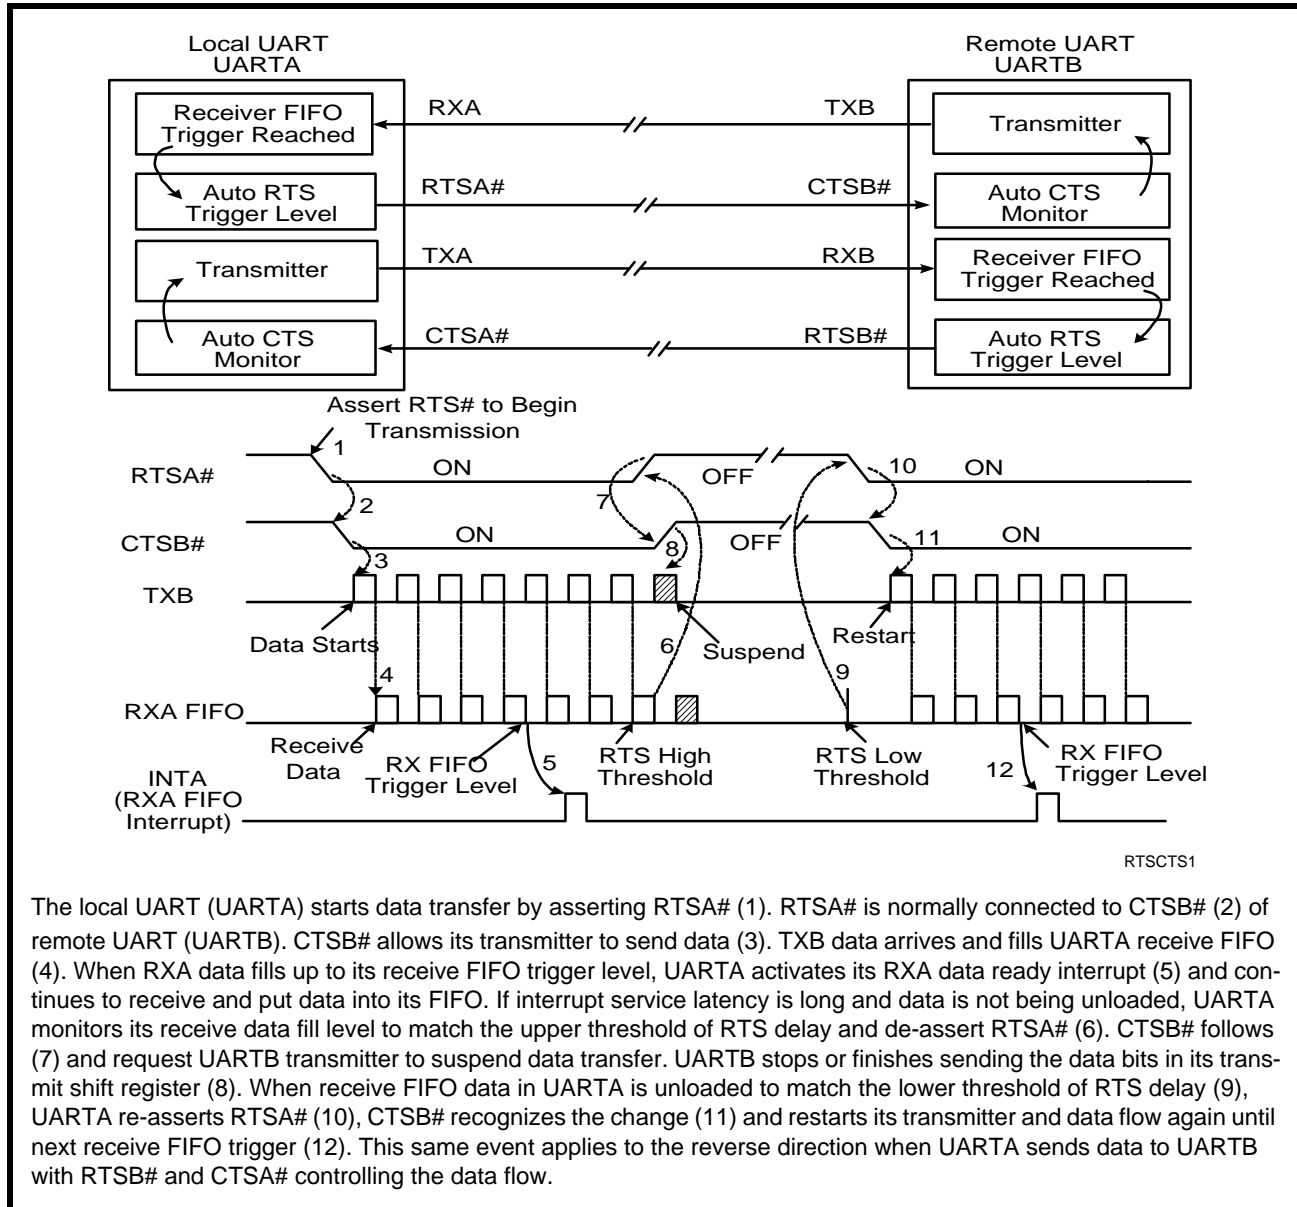 Local UART
UARTA
Remote UART
UARTB
Receiver FIFO
Trigger Reached
RXA
TXB
Transmitter
Auto RTS
Trigger Level
RTSA#
CTSB#
Auto CTS
Monitor
Transmitter
TXA
RXB
Receiver FIFO
Trigger Reached
Auto CTS
Monitor
CTSA#
RTSB#
Auto RTS
Trigger Level
Assert RTS# to Begin
Transmission
RTSA#
1
ON
7
OFF
10
ON
2
CTSB#
3
ON
8
OFF
11
ON
TXB
Data Starts
6
Suspend
Restart
4
9
RXA FIFO
Receive
Data
RX FIFO
Trigger Level
5
RTS High
Threshold
RTS Low
Threshold
12
RX FIFO
Trigger Level
INTA
(RXA FIFO
Interrupt)
RTSCTS1
The local UART (UARTA) starts data transfer by asserting RTSA# (1). RTSA# is normally connected to CTSB# (2) of
remote UART (UARTB). CTSB# allows its transmitter to send data (3). TXB data arrives and fills UARTA receive FIFO
(4). When RXA data fills up to its receive FIFO trigger level, UARTA activates its RXA data ready interrupt (5) and con-
tinues to receive and put data into its FIFO. If interrupt service latency is long and data is not being unloaded, UARTA
monitors its receive data fill level to match the upper threshold of RTS delay and de-assert RTSA# (6). CTSB# follows
(7) and request UARTB transmitter to suspend data transfer. UARTB stops or finishes sending the data bits in its trans-
mit shift register (8). When receive FIFO data in UARTA is unloaded to match the lower threshold of RTS delay (9),
UARTA re-asserts RTSA# (10), CTSB# recognizes the change (11) and restarts its transmitter and data flow again until
next receive FIFO trigger (12). This same event applies to the reverse direction when UARTA sends data to UARTB
with RTSB# and CTSA# controlling the data flow.